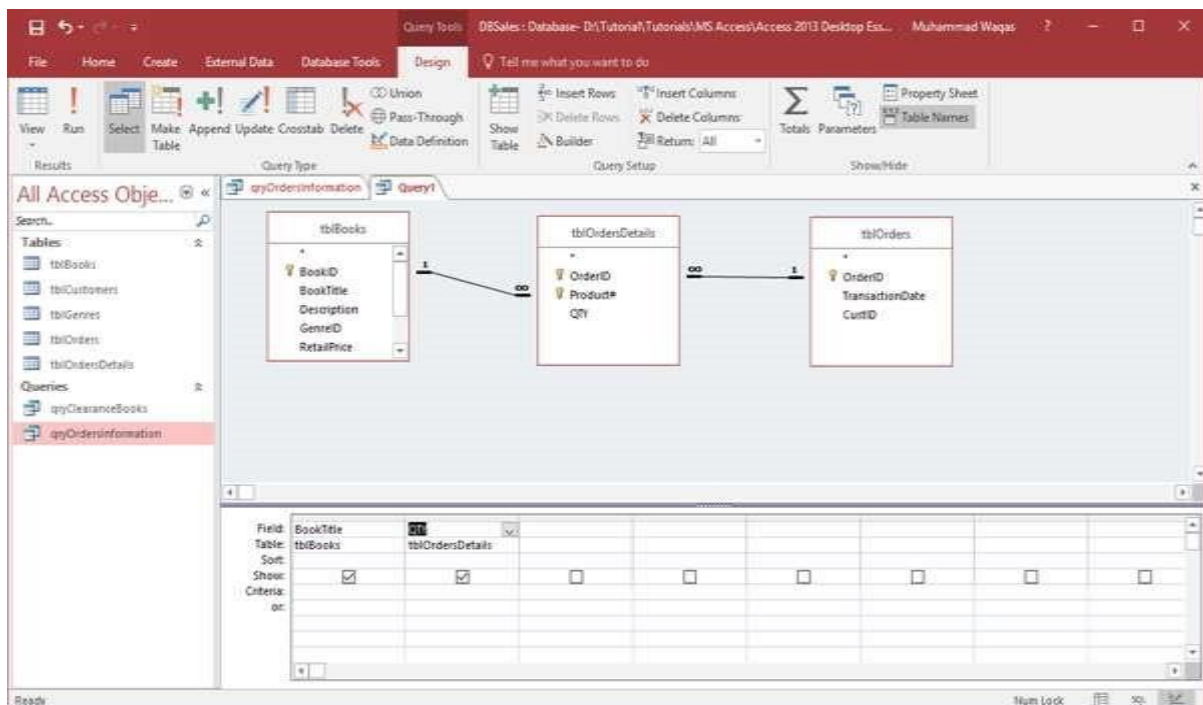 Query Tools DBSales : Database- D:\Tutorial\Tutorials\MS Access\Access 2013 Desktop Ess... Muhammad Waqas ?
File Home Create External Data Database Tools Design Tell me what you want to do
View Run Select Make Table Append Update Crosstab Delete
Union
Pass-Through
Data Definition
Show Table
Insert Rows
Delete Rows
Builder
Insert Columns
Delete Columns
Return: All
Totals Parameters
Property Sheet
Table Names
Results Query Type Query Setup Show/Hide
All Access Obje...
Search..
Tables
tblBooks
tblCustomers
tblGenres
tblOrders
tblOrdersDetails
Queries
qryClearanceBooks
qryOrdersInformation
qryOrdersInformation Query1
tblBooks
*
BookID
BookTitle
Description
GenreID
RetailPrice
1 ∞
tblOrdersDetails
*
OrderID
Product#
QTY
∞ 1
tblOrders
*
OrderID
TransactionDate
CustID
Field: BookTitle QTY
Table: tblBooks tblOrdersDetails
Sort:
Show:
Criteria:
or:
Ready Num Lock SQL